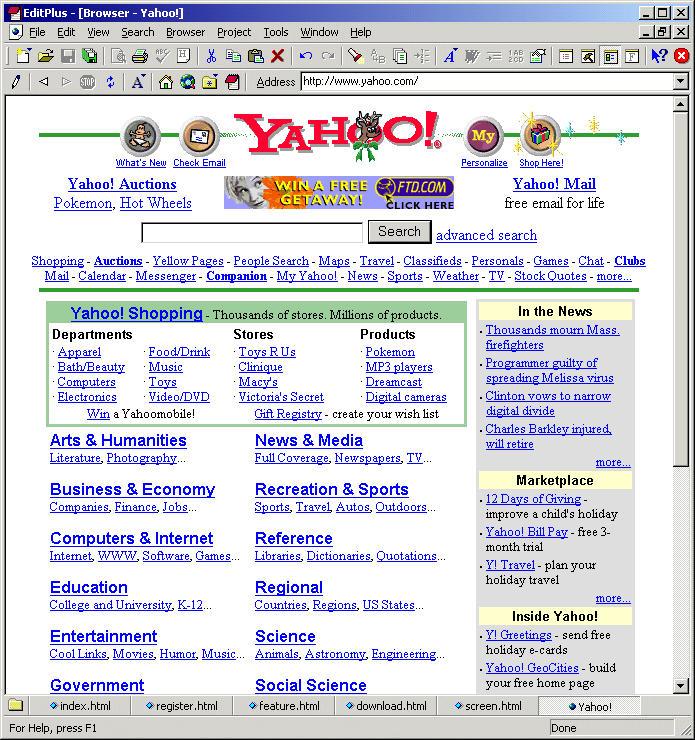 EditPlus - [Browser - Yahoo!]
File Edit View Search Browser Project Tools Window Help
Address http://www.yahoo.com/
YAHOO!
My
What's New Check Email Personalize Shop Here!
Yahoo! Auctions
Pokemon, Hot Wheels
WIN A FREE GETAWAY! FTD.COM CLICK HERE
Yahoo! Mail
free email for life
Search advanced search
Shopping - Auctions - Yellow Pages - People Search - Maps - Travel - Classifieds - Personals - Games - Chat - Clubs
Mail - Calendar - Messenger - Companion - My Yahoo! - News - Sports - Weather - TV - Stock Quotes - more...
Yahoo! Shopping - Thousands of stores. Millions of products.
Departments Stores Products
· Apparel · Food/Drink · Toys R Us · Pokemon
· Bath/Beauty · Music · Clinique · MP3 players
· Computers · Toys · Macy's · Dreamcast
· Electronics · Video/DVD · Victoria's Secret · Digital cameras
Win a Yahoomobile! Gift Registry - create your wish list
Arts & Humanities
Literature, Photography...
News & Media
Full Coverage, Newspapers, TV...
Business & Economy
Companies, Finance, Jobs...
Recreation & Sports
Sports, Travel, Autos, Outdoors...
Computers & Internet
Internet, WWW, Software, Games...
Reference
Libraries, Dictionaries, Quotations...
Education
College and University, K-12...
Regional
Countries, Regions, US States...
Entertainment
Cool Links, Movies, Humor, Music...
Science
Animals, Astronomy, Engineering...
Government
Social Science
In the News
· Thousands mourn Mass.
firefighters
· Programmer guilty of
spreading Melissa virus
· Clinton vows to narrow
digital divide
· Charles Barkley injured,
will retire
more...
Marketplace
· 12 Days of Giving -
improve a child's holiday
· Yahoo! Bill Pay - free 3-
month trial
· Y! Travel - plan your
holiday travel
more...
Inside Yahoo!
· Y! Greetings - send free
holiday e-cards
· Yahoo! GeoCities - build
your free home page
index.html register.html feature.html download.html screen.html Yahoo!
For Help, press F1 Done